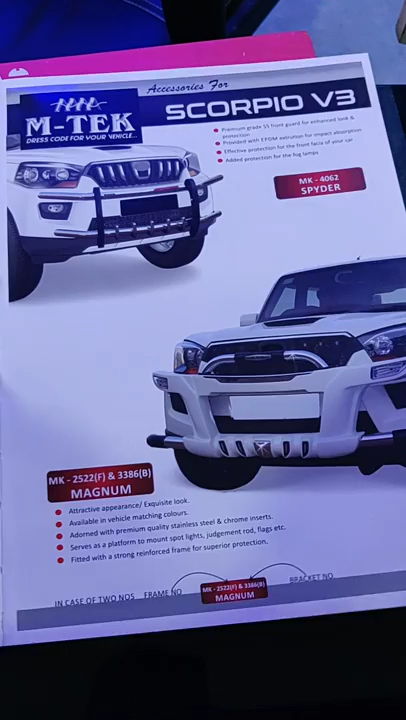 Accessories For
SCORPIO V3
M-TEK
DRESS CODE FOR YOUR VEHICLE...
Premium grade SS front guard for enhanced look &
protection
Provided with EPDM extrution for impact absorption
Effective protection for the front facia of your car
Added protection for the fog lamps
MK - 4062
SPYDER
MK - 2522(F) & 3386(B)
MAGNUM
Attractive appearance/ Exquisite look.
Available in vehicle matching colours.
Adorned with premium quality stainless steel & chrome inserts.
Serves as a platform to mount spot lights, judgement rod, flags etc.
Fitted with a strong reinforced frame for superior protection.
IN CASE OF TWO NOS FRAME NO BRACKET NO
MK - 2522(F) & 3386(B)
MAGNUM